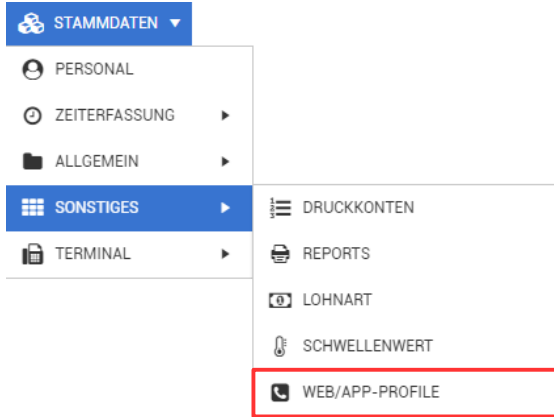 STAMMDATEN
PERSONAL
ZEITERFASSUNG
ALLGEMEIN
SONSTIGES
TERMINAL
DRUCKKONTEN
REPORTS
LOHNART
SCHWELLENWERT
WEB/APP-PROFILE